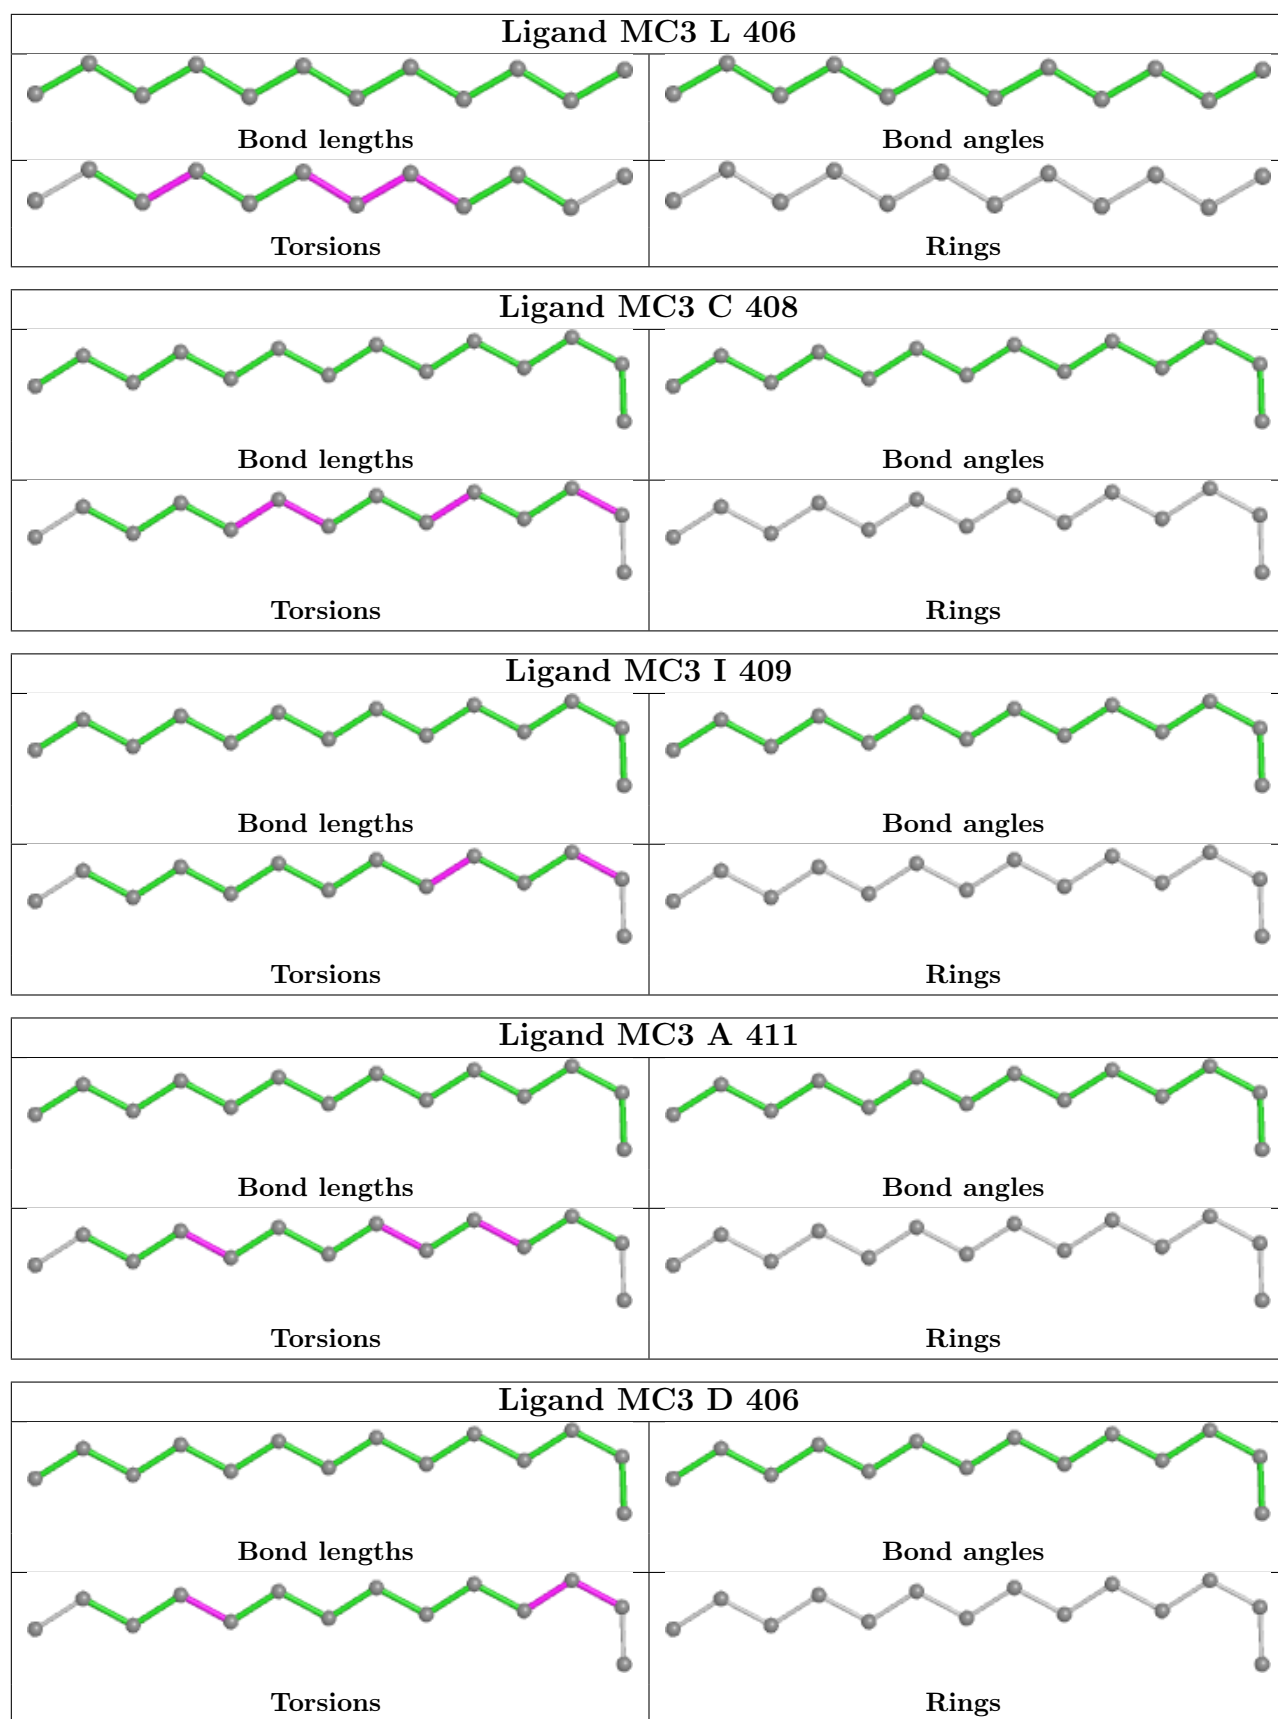 Ligand MC3 L 406
Bond lengths
Bond angles
Torsions
Rings
Ligand MC3 C 408
Bond lengths
Bond angles
Torsions
Rings
Ligand MC3 I 409
Bond lengths
Bond angles
Torsions
Rings
Ligand MC3 A 411
Bond lengths
Bond angles
Torsions
Rings
Ligand MC3 D 406
Bond lengths
Bond angles
Torsions
Rings